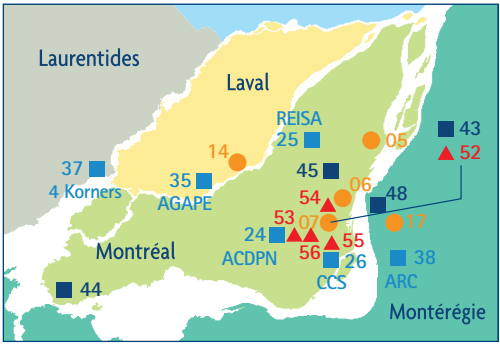 Laurentides
Laval
REISA
25
05
43
52
14
37
4 Korners
35
AGAPE
45
06
54
48
53
07
17
24
ACDPN
55
56
26
CCS
38
ARC
Montréal
44
Montérégie